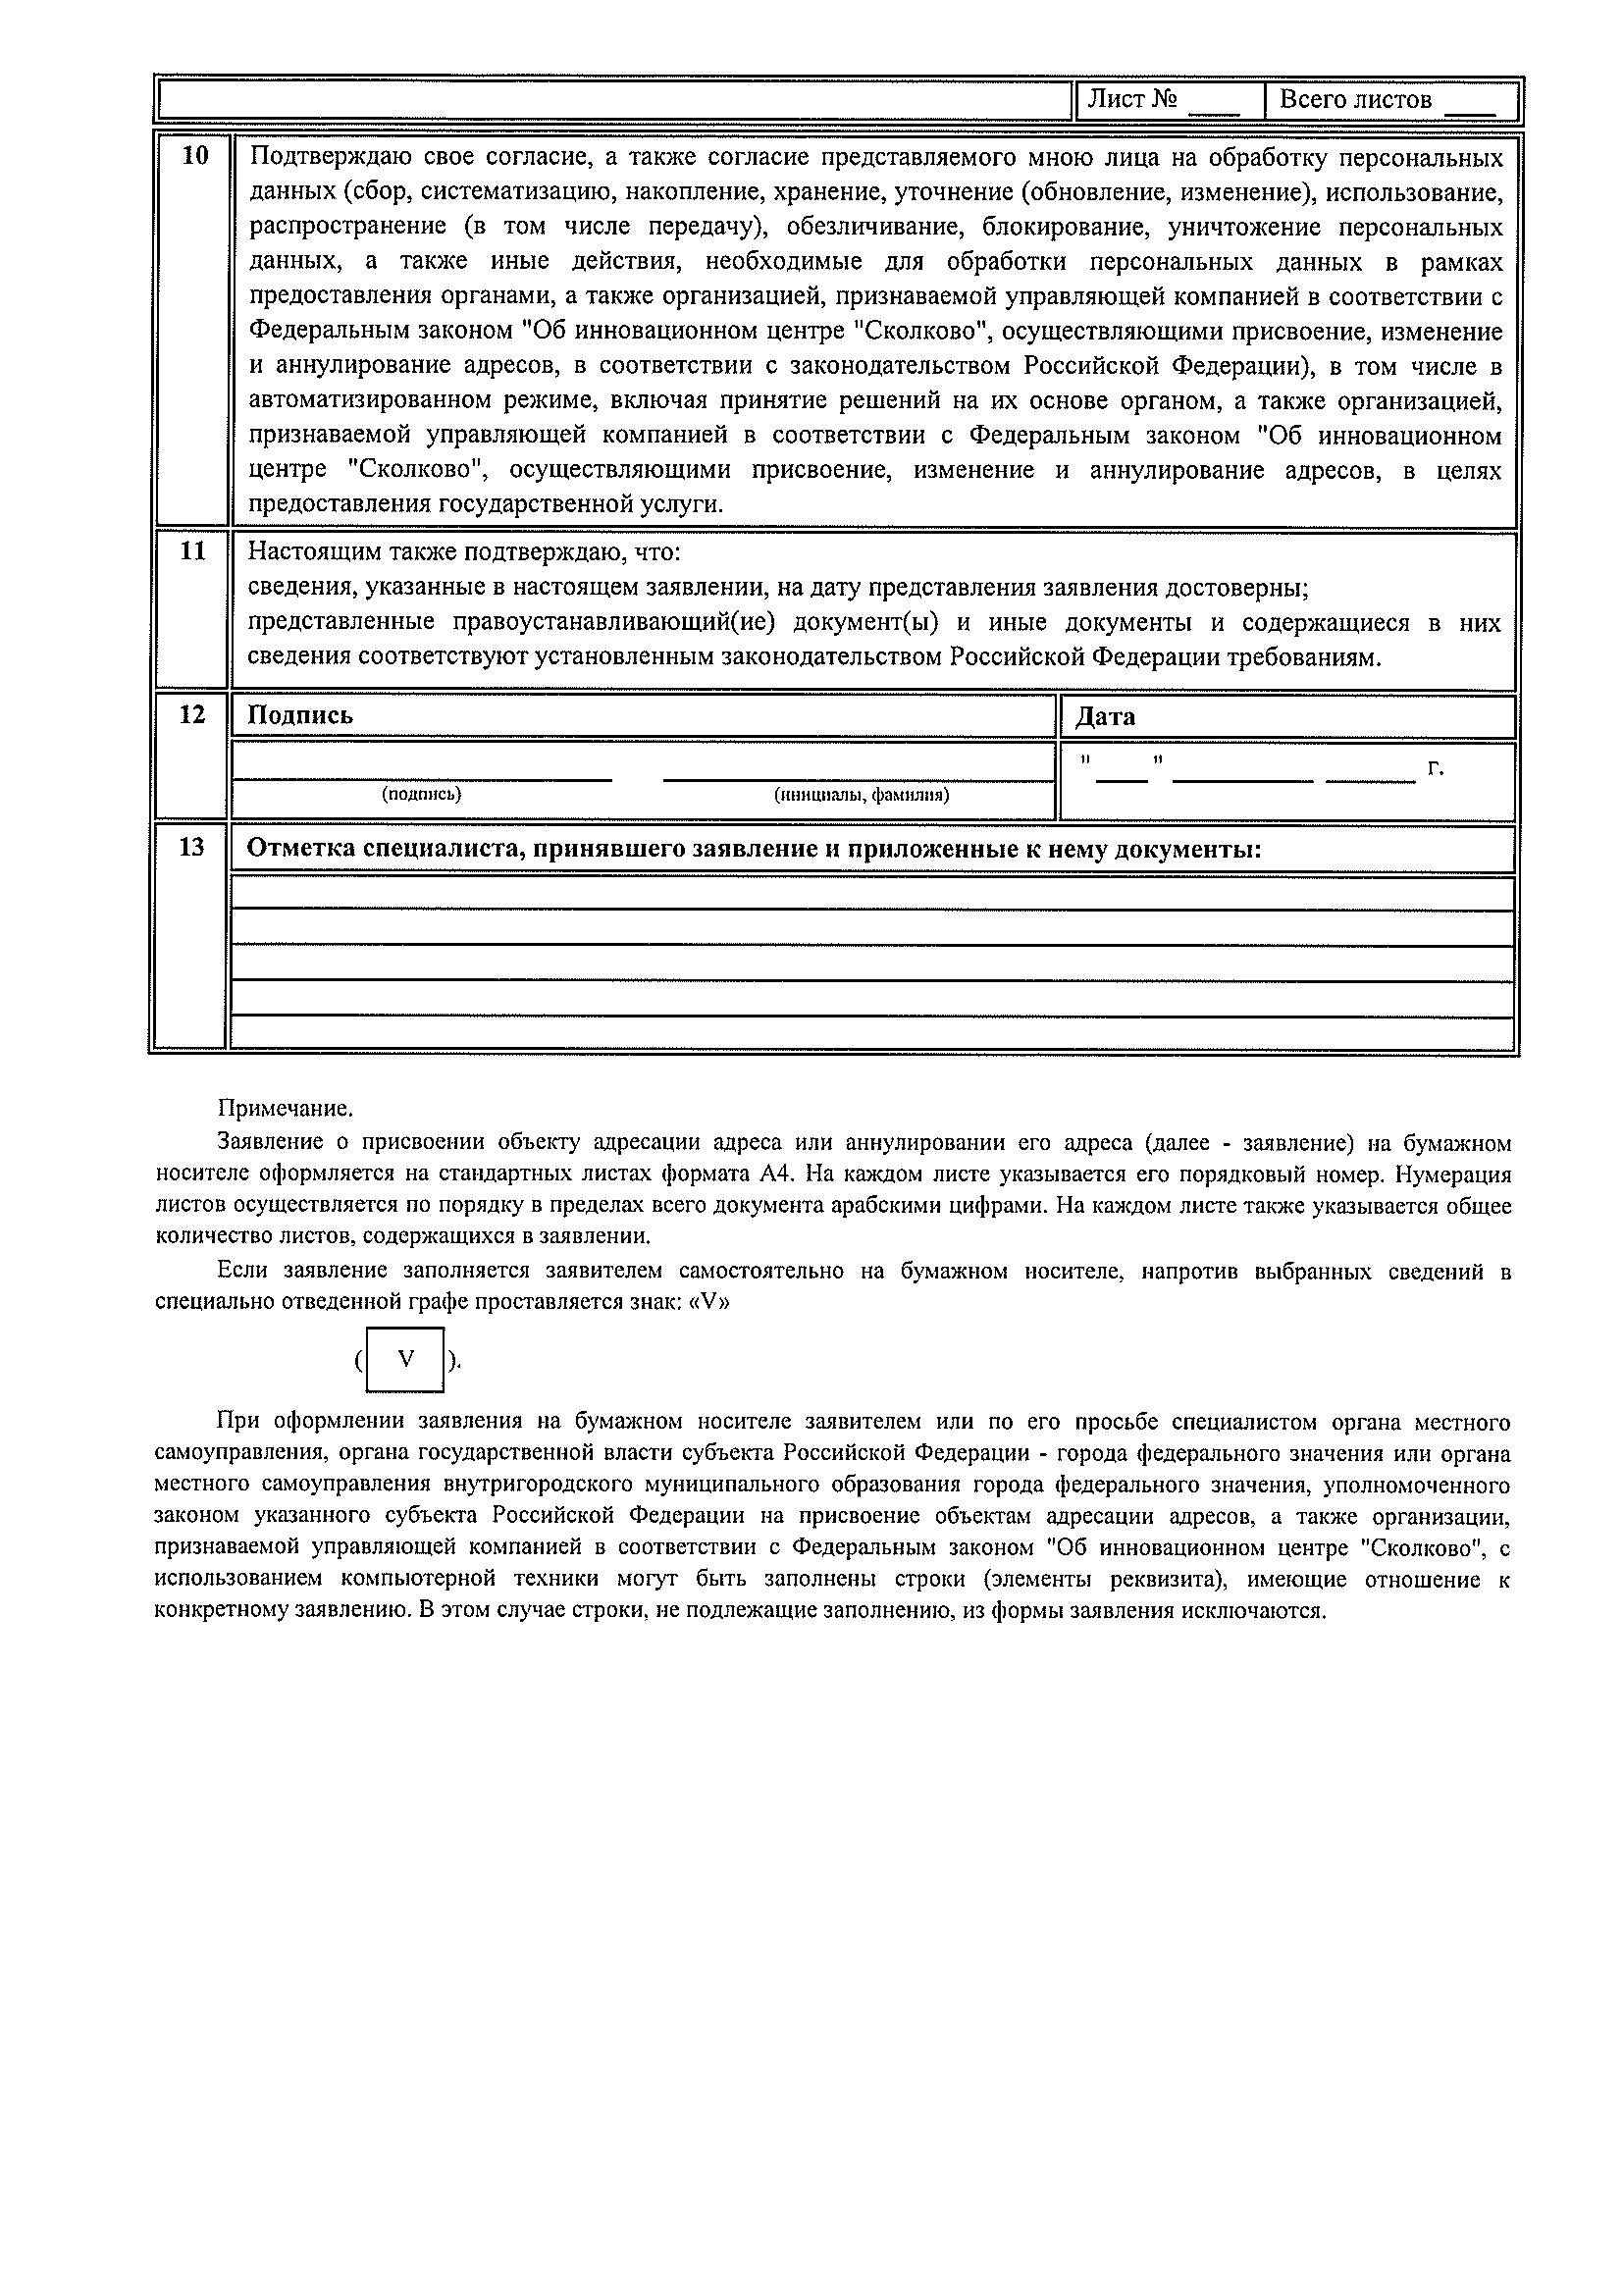 Лист № ____ Всего листов ____
10 Подтверждаю свое согласие, а также согласие представляемого мною лица на обработку персональных
данных (сбор, систематизацию, накопление, хранение, уточнение (обновление, изменение), использование,
распространение (в том числе передачу), обезличивание, блокирование, уничтожение персональных
данных, а также иные действия, необходимые для обработки персональных данных в рамках
предоставления органами, а также организацией, признаваемой управляющей компанией в соответствии с
Федеральным законом "Об инновационном центре "Сколково", осуществляющими присвоение, изменение
и аннулирование адресов, в соответствии с законодательством Российской Федерации), в том числе в
автоматизированном режиме, включая принятие решений на их основе органом, а также организацией,
признаваемой управляющей компанией в соответствии с Федеральным законом "Об инновационном
центре "Сколково", осуществляющими присвоение, изменение и аннулирование адресов, в целях
предоставления государственной услуги.
11 Настоящим также подтверждаю, что:
сведения, указанные в настоящем заявлении, на дату представления заявления достоверны;
представленные правоустанавливающий(ие) документ(ы) и иные документы и содержащиеся в них
сведения соответствуют установленным законодательством Российской Федерации требованиям.
12 Подпись Дата
"____" ___________ _______ г.
(подпись) (инициалы, фамилия)
13 Отметка специалиста, принявшего заявление и приложенные к нему документы:
Примечание.
Заявление о присвоении объекту адресации адреса или аннулировании его адреса (далее - заявление) на бумажном
носителе оформляется на стандартных листах формата А4. На каждом листе указывается его порядковый номер. Нумерация
листов осуществляется по порядку в пределах всего документа арабскими цифрами. На каждом листе также указывается общее
количество листов, содержащихся в заявлении.
Если заявление заполняется заявителем самостоятельно на бумажном носителе, напротив выбранных сведений в
специально отведенной графе проставляется знак: «V»
( V ).
При оформлении заявления на бумажном носителе заявителем или по его просьбе специалистом органа местного
самоуправления, органа государственной власти субъекта Российской Федерации - города федерального значения или органа
местного самоуправления внутригородского муниципального образования города федерального значения, уполномоченного
законом указанного субъекта Российской Федерации на присвоение объектам адресации адресов, а также организации,
признаваемой управляющей компанией в соответствии с Федеральным законом "Об инновационном центре "Сколково", с
использованием компьютерной техники могут быть заполнены строки (элементы реквизита), имеющие отношение к
конкретному заявлению. В этом случае строки, не подлежащие заполнению, из формы заявления исключаются.